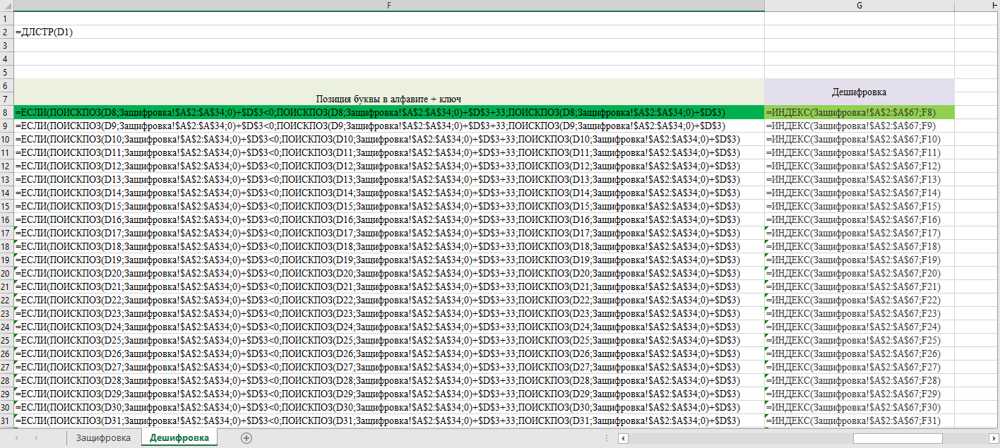 F G H
1
2 =ДЛСТР(D1)
3
4
5
6
7 Позиция буквы в алфавите + ключ Дешифровка
8 =ЕСЛИ(ПОИСКПОЗ(D8;Защифровка!$A$2:$A$34;0)+$D$3<0;ПОИСКПОЗ(D8;Защифровка!$A$2:$A$34;0)+$D$3+33;ПОИСКПОЗ(D8;Защифровка!$A$2:$A$34;0)+$D$3) =ИНДЕКС(Защифровка!$A$2:$A$67;F8)
9 =ЕСЛИ(ПОИСКПОЗ(D9;Защифровка!$A$2:$A$34;0)+$D$3<0;ПОИСКПОЗ(D9;Защифровка!$A$2:$A$34;0)+$D$3+33;ПОИСКПОЗ(D9;Защифровка!$A$2:$A$34;0)+$D$3) =ИНДЕКС(Защифровка!$A$2:$A$67;F9)
10 =ЕСЛИ(ПОИСКПОЗ(D10;Защифровка!$A$2:$A$34;0)+$D$3<0;ПОИСКПОЗ(D10;Защифровка!$A$2:$A$34;0)+$D$3+33;ПОИСКПОЗ(D10;Защифровка!$A$2:$A$34;0)+$D$3) =ИНДЕКС(Защифровка!$A$2:$A$67;F10)
11 =ЕСЛИ(ПОИСКПОЗ(D11;Защифровка!$A$2:$A$34;0)+$D$3<0;ПОИСКПОЗ(D11;Защифровка!$A$2:$A$34;0)+$D$3+33;ПОИСКПОЗ(D11;Защифровка!$A$2:$A$34;0)+$D$3) =ИНДЕКС(Защифровка!$A$2:$A$67;F11)
12 =ЕСЛИ(ПОИСКПОЗ(D12;Защифровка!$A$2:$A$34;0)+$D$3<0;ПОИСКПОЗ(D12;Защифровка!$A$2:$A$34;0)+$D$3+33;ПОИСКПОЗ(D12;Защифровка!$A$2:$A$34;0)+$D$3) =ИНДЕКС(Защифровка!$A$2:$A$67;F12)
13 =ЕСЛИ(ПОИСКПОЗ(D13;Защифровка!$A$2:$A$34;0)+$D$3<0;ПОИСКПОЗ(D13;Защифровка!$A$2:$A$34;0)+$D$3+33;ПОИСКПОЗ(D13;Защифровка!$A$2:$A$34;0)+$D$3) =ИНДЕКС(Защифровка!$A$2:$A$67;F13)
14 =ЕСЛИ(ПОИСКПОЗ(D14;Защифровка!$A$2:$A$34;0)+$D$3<0;ПОИСКПОЗ(D14;Защифровка!$A$2:$A$34;0)+$D$3+33;ПОИСКПОЗ(D14;Защифровка!$A$2:$A$34;0)+$D$3) =ИНДЕКС(Защифровка!$A$2:$A$67;F14)
15 =ЕСЛИ(ПОИСКПОЗ(D15;Защифровка!$A$2:$A$34;0)+$D$3<0;ПОИСКПОЗ(D15;Защифровка!$A$2:$A$34;0)+$D$3+33;ПОИСКПОЗ(D15;Защифровка!$A$2:$A$34;0)+$D$3) =ИНДЕКС(Защифровка!$A$2:$A$67;F15)
16 =ЕСЛИ(ПОИСКПОЗ(D16;Защифровка!$A$2:$A$34;0)+$D$3<0;ПОИСКПОЗ(D16;Защифровка!$A$2:$A$34;0)+$D$3+33;ПОИСКПОЗ(D16;Защифровка!$A$2:$A$34;0)+$D$3) =ИНДЕКС(Защифровка!$A$2:$A$67;F16)
17 =ЕСЛИ(ПОИСКПОЗ(D17;Защифровка!$A$2:$A$34;0)+$D$3<0;ПОИСКПОЗ(D17;Защифровка!$A$2:$A$34;0)+$D$3+33;ПОИСКПОЗ(D17;Защифровка!$A$2:$A$34;0)+$D$3) =ИНДЕКС(Защифровка!$A$2:$A$67;F17)
18 =ЕСЛИ(ПОИСКПОЗ(D18;Защифровка!$A$2:$A$34;0)+$D$3<0;ПОИСКПОЗ(D18;Защифровка!$A$2:$A$34;0)+$D$3+33;ПОИСКПОЗ(D18;Защифровка!$A$2:$A$34;0)+$D$3) =ИНДЕКС(Защифровка!$A$2:$A$67;F18)
19 =ЕСЛИ(ПОИСКПОЗ(D19;Защифровка!$A$2:$A$34;0)+$D$3<0;ПОИСКПОЗ(D19;Защифровка!$A$2:$A$34;0)+$D$3+33;ПОИСКПОЗ(D19;Защифровка!$A$2:$A$34;0)+$D$3) =ИНДЕКС(Защифровка!$A$2:$A$67;F19)
20 =ЕСЛИ(ПОИСКПОЗ(D20;Защифровка!$A$2:$A$34;0)+$D$3<0;ПОИСКПОЗ(D20;Защифровка!$A$2:$A$34;0)+$D$3+33;ПОИСКПОЗ(D20;Защифровка!$A$2:$A$34;0)+$D$3) =ИНДЕКС(Защифровка!$A$2:$A$67;F20)
21 =ЕСЛИ(ПОИСКПОЗ(D21;Защифровка!$A$2:$A$34;0)+$D$3<0;ПОИСКПОЗ(D21;Защифровка!$A$2:$A$34;0)+$D$3+33;ПОИСКПОЗ(D21;Защифровка!$A$2:$A$34;0)+$D$3) =ИНДЕКС(Защифровка!$A$2:$A$67;F21)
22 =ЕСЛИ(ПОИСКПОЗ(D22;Защифровка!$A$2:$A$34;0)+$D$3<0;ПОИСКПОЗ(D22;Защифровка!$A$2:$A$34;0)+$D$3+33;ПОИСКПОЗ(D22;Защифровка!$A$2:$A$34;0)+$D$3) =ИНДЕКС(Защифровка!$A$2:$A$67;F22)
23 =ЕСЛИ(ПОИСКПОЗ(D23;Защифровка!$A$2:$A$34;0)+$D$3<0;ПОИСКПОЗ(D23;Защифровка!$A$2:$A$34;0)+$D$3+33;ПОИСКПОЗ(D23;Защифровка!$A$2:$A$34;0)+$D$3) =ИНДЕКС(Защифровка!$A$2:$A$67;F23)
24 =ЕСЛИ(ПОИСКПОЗ(D24;Защифровка!$A$2:$A$34;0)+$D$3<0;ПОИСКПОЗ(D24;Защифровка!$A$2:$A$34;0)+$D$3+33;ПОИСКПОЗ(D24;Защифровка!$A$2:$A$34;0)+$D$3) =ИНДЕКС(Защифровка!$A$2:$A$67;F24)
25 =ЕСЛИ(ПОИСКПОЗ(D25;Защифровка!$A$2:$A$34;0)+$D$3<0;ПОИСКПОЗ(D25;Защифровка!$A$2:$A$34;0)+$D$3+33;ПОИСКПОЗ(D25;Защифровка!$A$2:$A$34;0)+$D$3) =ИНДЕКС(Защифровка!$A$2:$A$67;F25)
26 =ЕСЛИ(ПОИСКПОЗ(D26;Защифровка!$A$2:$A$34;0)+$D$3<0;ПОИСКПОЗ(D26;Защифровка!$A$2:$A$34;0)+$D$3+33;ПОИСКПОЗ(D26;Защифровка!$A$2:$A$34;0)+$D$3) =ИНДЕКС(Защифровка!$A$2:$A$67;F26)
27 =ЕСЛИ(ПОИСКПОЗ(D27;Защифровка!$A$2:$A$34;0)+$D$3<0;ПОИСКПОЗ(D27;Защифровка!$A$2:$A$34;0)+$D$3+33;ПОИСКПОЗ(D27;Защифровка!$A$2:$A$34;0)+$D$3) =ИНДЕКС(Защифровка!$A$2:$A$67;F27)
28 =ЕСЛИ(ПОИСКПОЗ(D28;Защифровка!$A$2:$A$34;0)+$D$3<0;ПОИСКПОЗ(D28;Защифровка!$A$2:$A$34;0)+$D$3+33;ПОИСКПОЗ(D28;Защифровка!$A$2:$A$34;0)+$D$3) =ИНДЕКС(Защифровка!$A$2:$A$67;F28)
29 =ЕСЛИ(ПОИСКПОЗ(D29;Защифровка!$A$2:$A$34;0)+$D$3<0;ПОИСКПОЗ(D29;Защифровка!$A$2:$A$34;0)+$D$3+33;ПОИСКПОЗ(D29;Защифровка!$A$2:$A$34;0)+$D$3) =ИНДЕКС(Защифровка!$A$2:$A$67;F29)
30 =ЕСЛИ(ПОИСКПОЗ(D30;Защифровка!$A$2:$A$34;0)+$D$3<0;ПОИСКПОЗ(D30;Защифровка!$A$2:$A$34;0)+$D$3+33;ПОИСКПОЗ(D30;Защифровка!$A$2:$A$34;0)+$D$3) =ИНДЕКС(Защифровка!$A$2:$A$67;F30)
31 =ЕСЛИ(ПОИСКПОЗ(D31;Защифровка!$A$2:$A$34;0)+$D$3<0;ПОИСКПОЗ(D31;Защифровка!$A$2:$A$34;0)+$D$3+33;ПОИСКПОЗ(D31;Защифровка!$A$2:$A$34;0)+$D$3) =ИНДЕКС(Защифровка!$A$2:$A$67;F31)
Защифровка Дешифровка